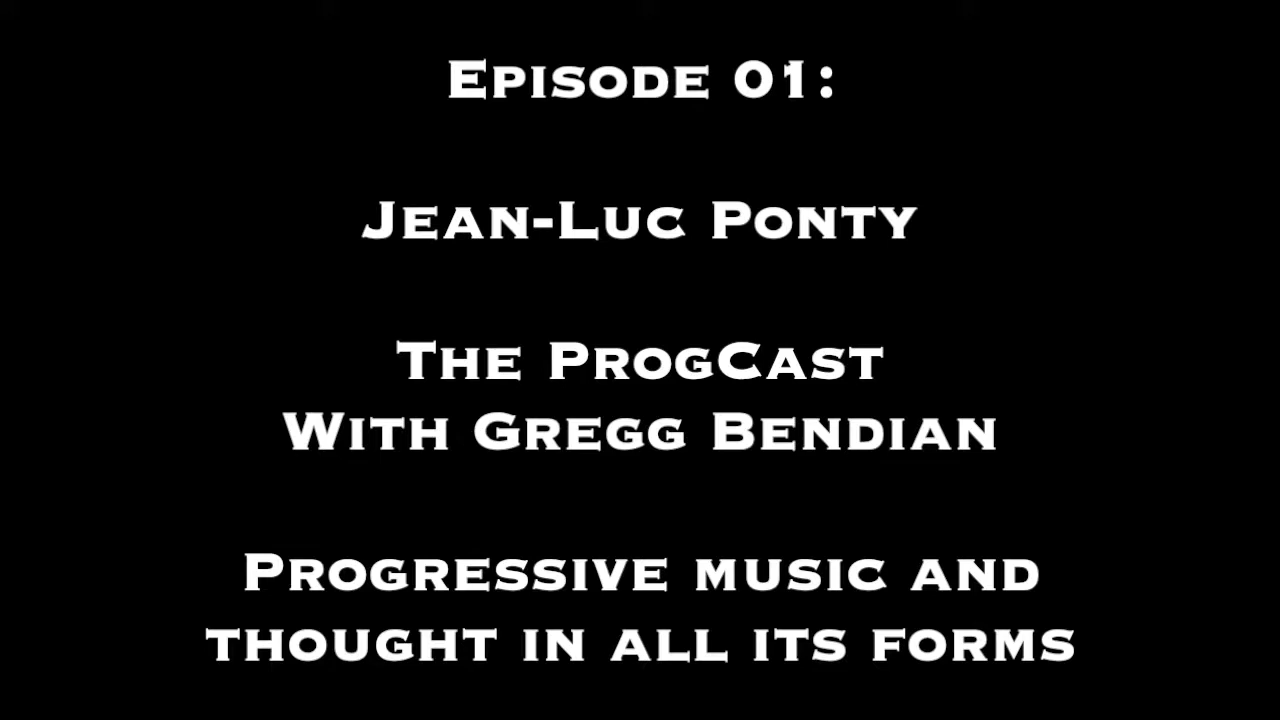 Episode 01:
Jean-Luc Ponty
The ProgCast
With Gregg Bendian
Progressive music and
thought in all its forms